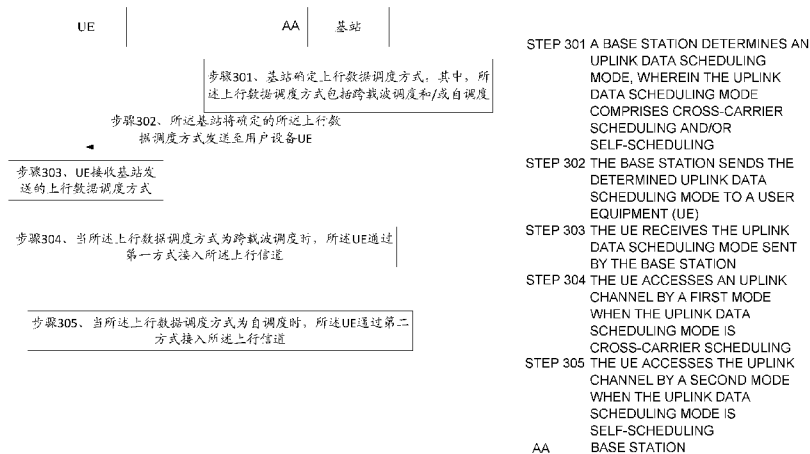 UE
AA 基站
步骤301、基站确定上行数据调度方式，其中，所
述上行数据调度方式包括跨载波调度和/或自调度
步骤302、所述基站将确定的所述上行数
据调度方式发送至用户设备UE
步骤303、UE接收基站发
送的上行数据调度方式
步骤304、当所述上行数据调度方式为跨载波调度时，所述UE通过
第一方式接入所述上行信道
步骤305、当所述上行数据调度方式为自调度时，所述UE通过第二
方式接入所述上行信道
STEP 301 A BASE STATION DETERMINES AN
UPLINK DATA SCHEDULING
MODE, WHEREIN THE UPLINK
DATA SCHEDULING MODE
COMPRISES CROSS-CARRIER
SCHEDULING AND/OR
SELF-SCHEDULING
STEP 302 THE BASE STATION SENDS THE
DETERMINED UPLINK DATA
SCHEDULING MODE TO A USER
EQUIPMENT (UE)
STEP 303 THE UE RECEIVES THE UPLINK
DATA SCHEDULING MODE SENT
BY THE BASE STATION
STEP 304 THE UE ACCESSES AN UPLINK
CHANNEL BY A FIRST MODE
WHEN THE UPLINK DATA
SCHEDULING MODE IS
CROSS-CARRIER SCHEDULING
STEP 305 THE UE ACCESSES THE UPLINK
CHANNEL BY A SECOND MODE
WHEN THE UPLINK DATA
SCHEDULING MODE IS
SELF-SCHEDULING
AA BASE STATION